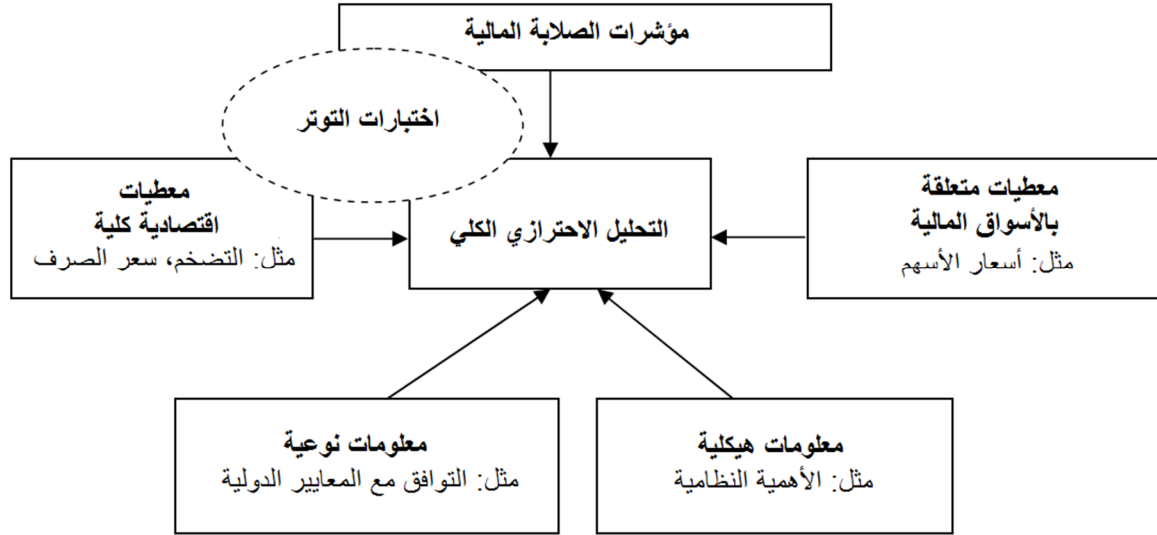 مؤشرات الصلابة المالية
اختبارات التوتر
معطيات متعلقة
بالأسواق المالية
مثل: أسعار الأسهم
التحليل الاحترازي الكلي
معطيات
اقتصادية كلية
مثل: التضخم، سعر الصرف
معلومات هيكلية
مثل: الأهمية النظامية
معلومات نوعية
مثل: التوافق مع المعايير الدولية